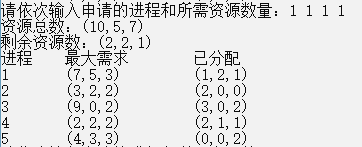 请依次输入申请的进程和所需资源数量：1 1 1 1
资源总数：(10,5,7)
剩余资源数：(2,2,1)
进程 最大需求 已分配
1 (7,5,3) (1,2,1)
2 (3,2,2) (2,0,0)
3 (9,0,2) (3,0,2)
4 (2,2,2) (2,1,1)
5 (4,3,3) (0,0,2)